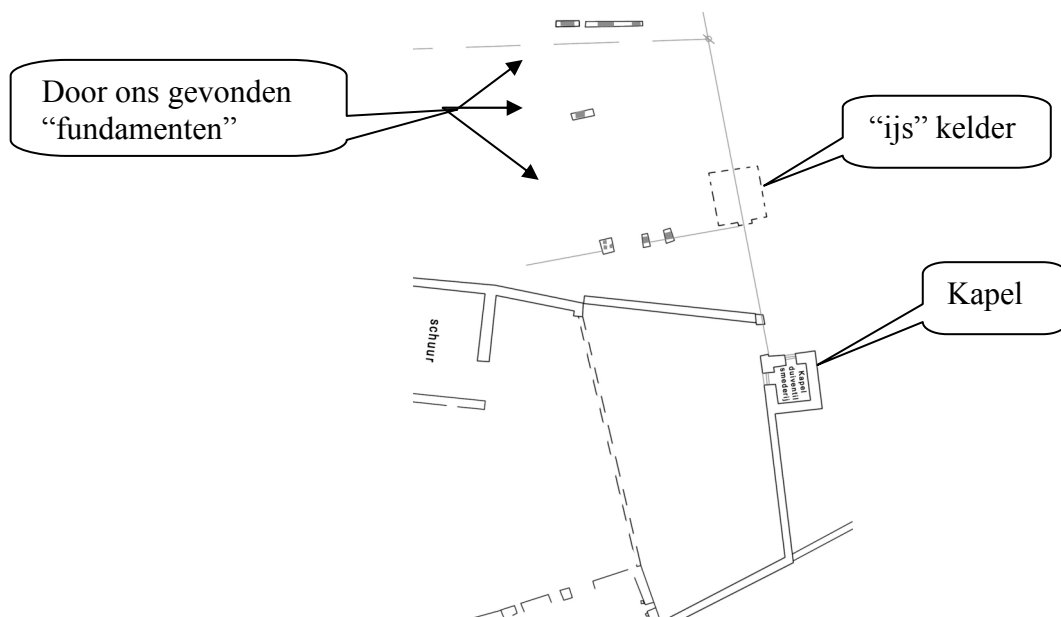 Door ons gevonden
“fundamenten”
“ijs” kelder
Kapel
schuur
Kapel
duiventil
smederij